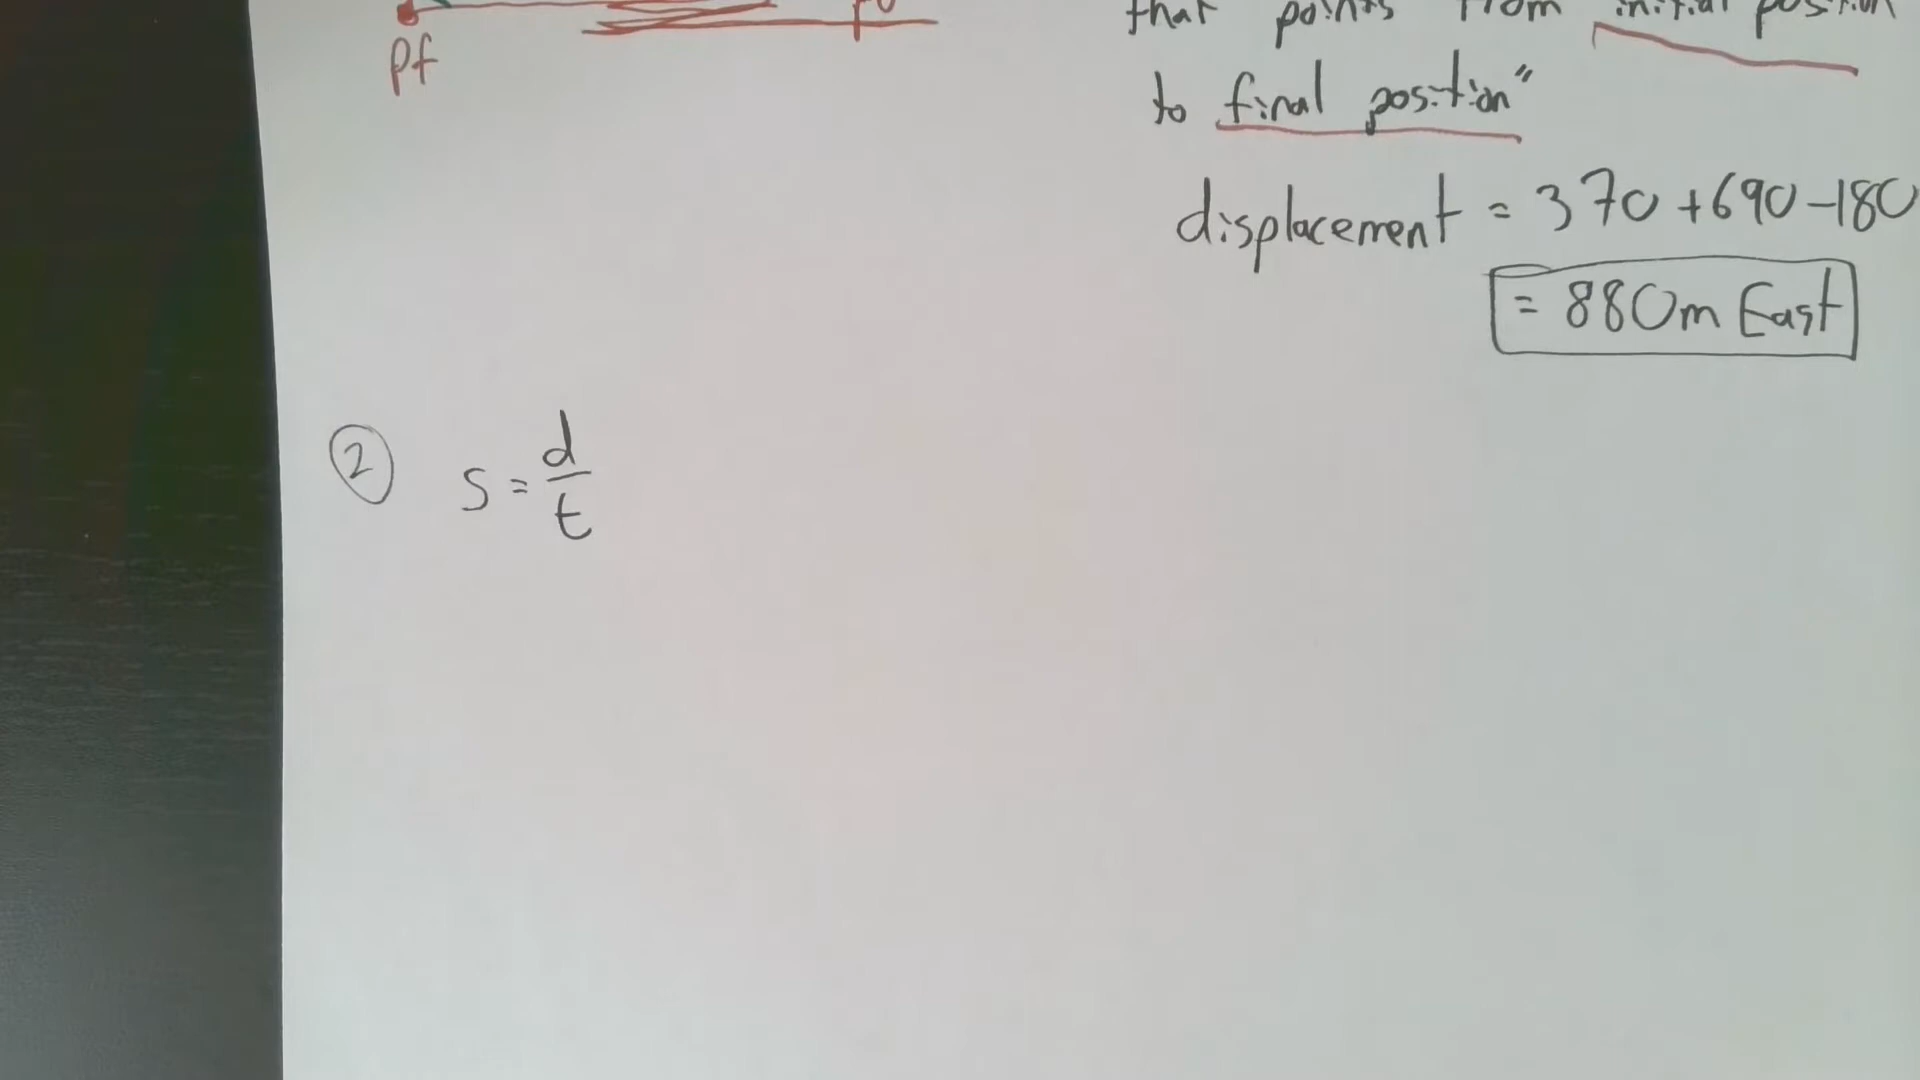 pf
that points from initial position
to final position"
displacement = 370 + 690 - 180
= 880m East
2 s = d/t